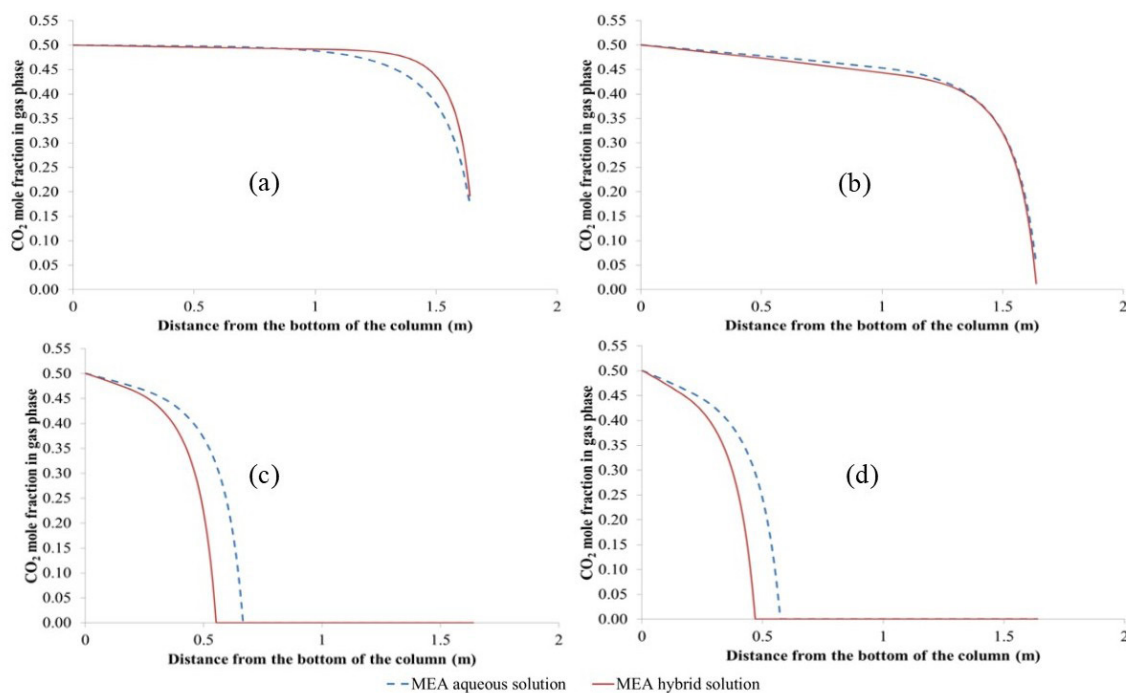 0.55
0.50
0.45
0.40
0.35
0.30
0.25
0.20
0.15
0.10
0.05
0.00
CO2 mole fraction in gas phase
(a)
0 0.5 1 1.5 2
Distance from the bottom of the column (m)
0.55
0.50
0.45
0.40
0.35
0.30
0.25
0.20
0.15
0.10
0.05
0.00
CO2 mole fraction in gas phase
(b)
0 0.5 1 1.5 2
Distance from the bottom of the column (m)
0.55
0.50
0.45
0.40
0.35
0.30
0.25
0.20
0.15
0.10
0.05
0.00
CO2 mole fraction in gas phase
(c)
0 0.5 1 1.5 2
Distance from the bottom of the column (m)
0.55
0.50
0.45
0.40
0.35
0.30
0.25
0.20
0.15
0.10
0.05
0.00
CO2 mole fraction in gas phase
(d)
0 0.5 1 1.5 2
Distance from the bottom of the column (m)
MEA aqueous solution MEA hybrid solution